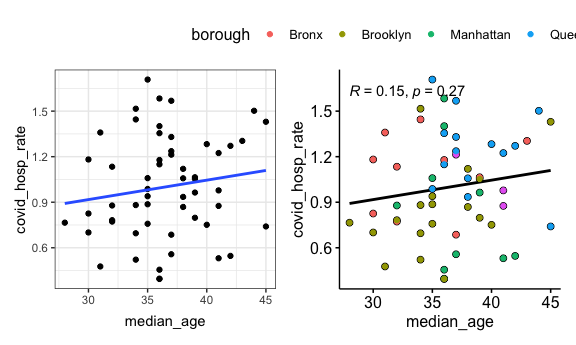 borough Bronx Brooklyn Manhattan Quee
R = 0.15, p = 0.27
covid_hosp_rate
1.5
1.2
0.9
0.6
30 35 40 45
median_age
covid_hosp_rate
1.5
1.2
0.9
0.6
30 35 40 45
median_age